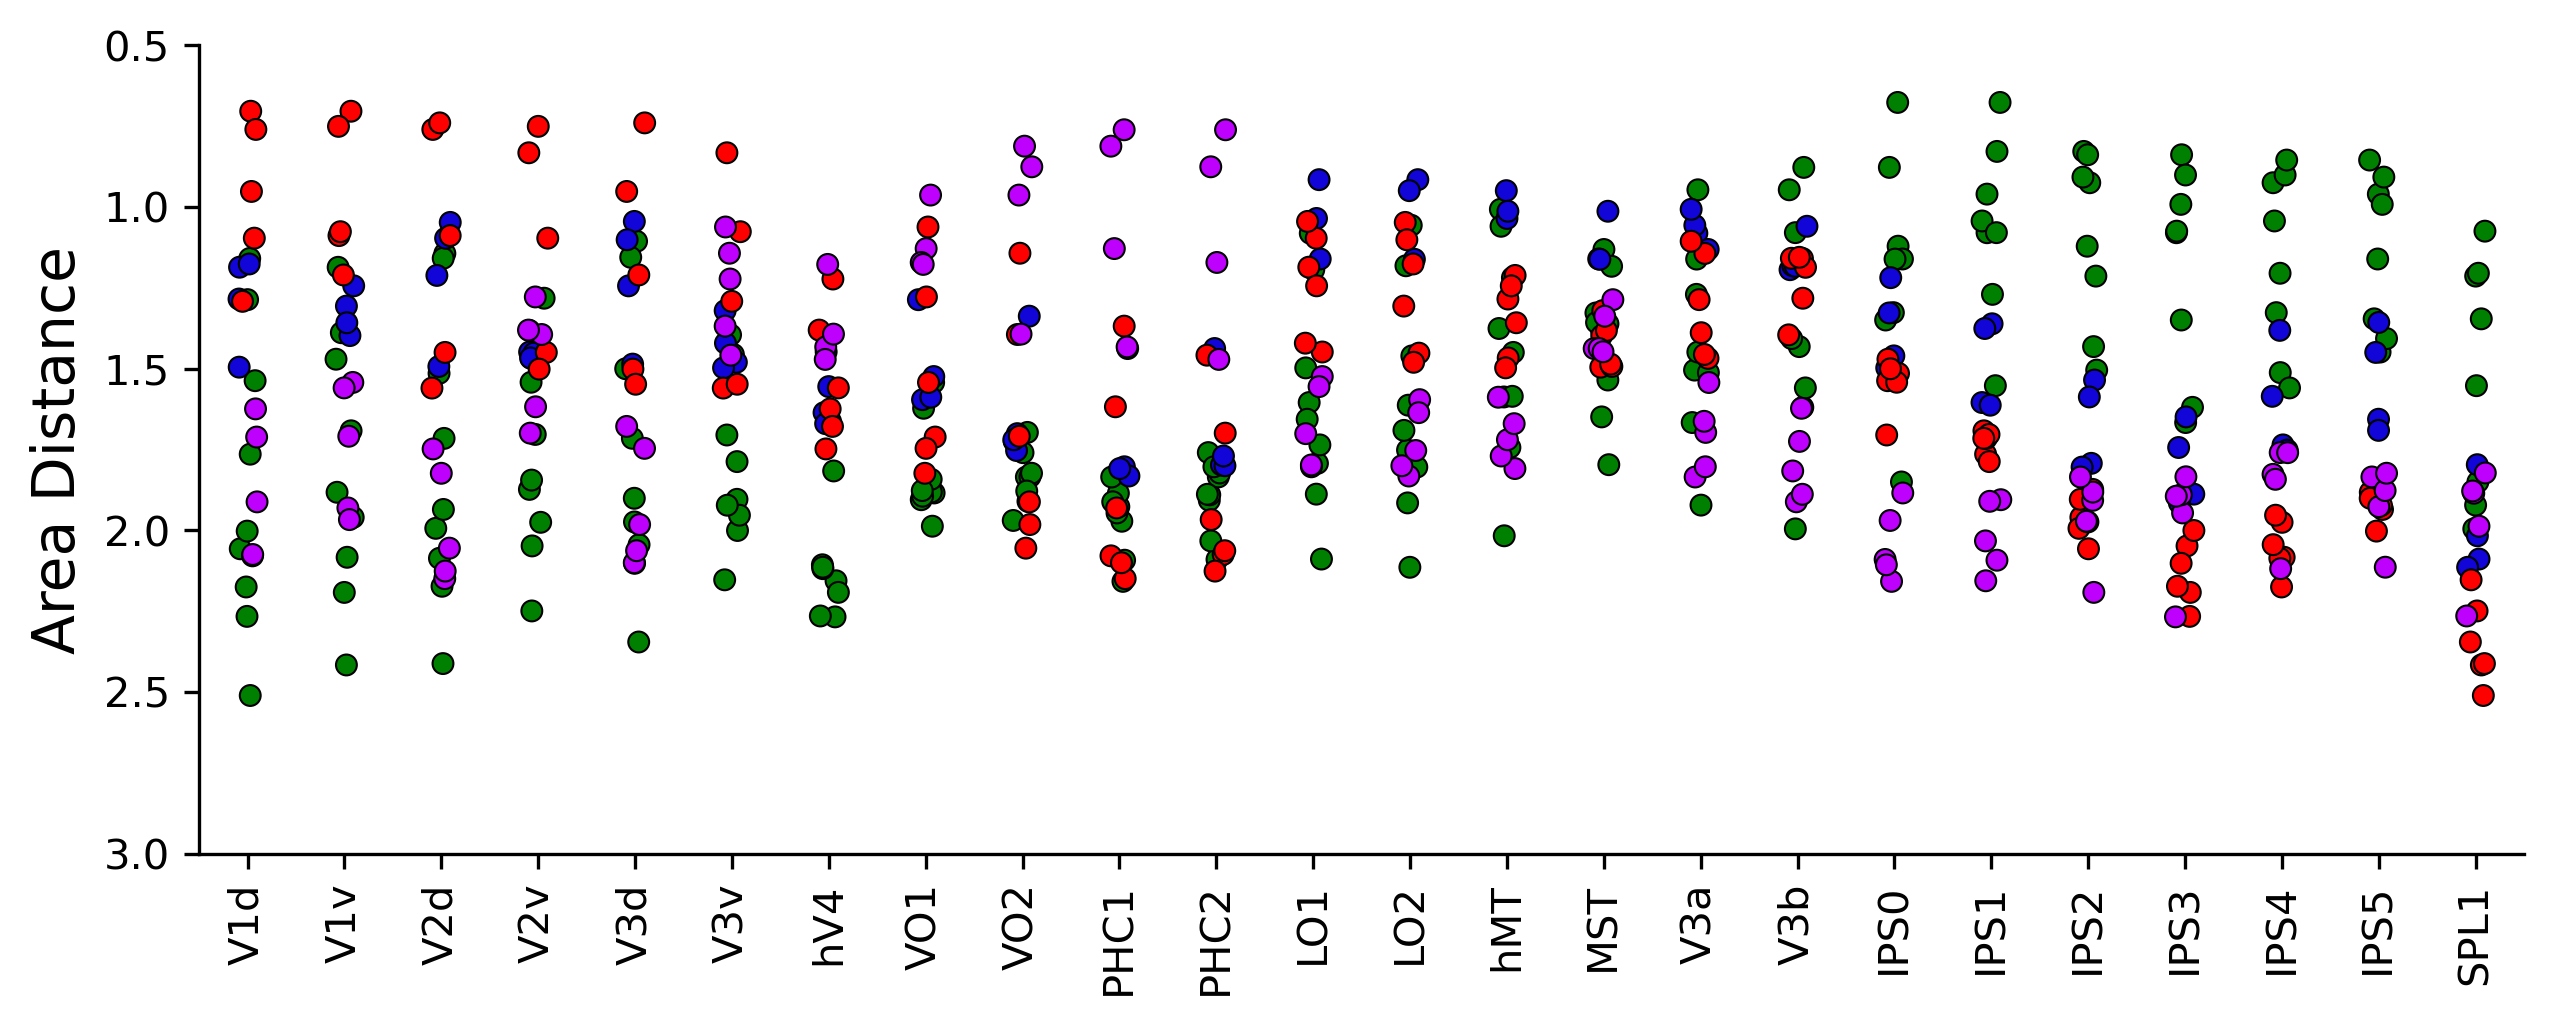 Area Distance
0.5
1.0
1.5
2.0
2.5
3.0
V1d
V1v
V2d
V2v
V3d
V3v
hV4
VO1
VO2
PHC1
PHC2
LO1
LO2
hMT
MST
V3a
V3b
IPS0
IPS1
IPS2
IPS3
IPS4
IPS5
SPL1